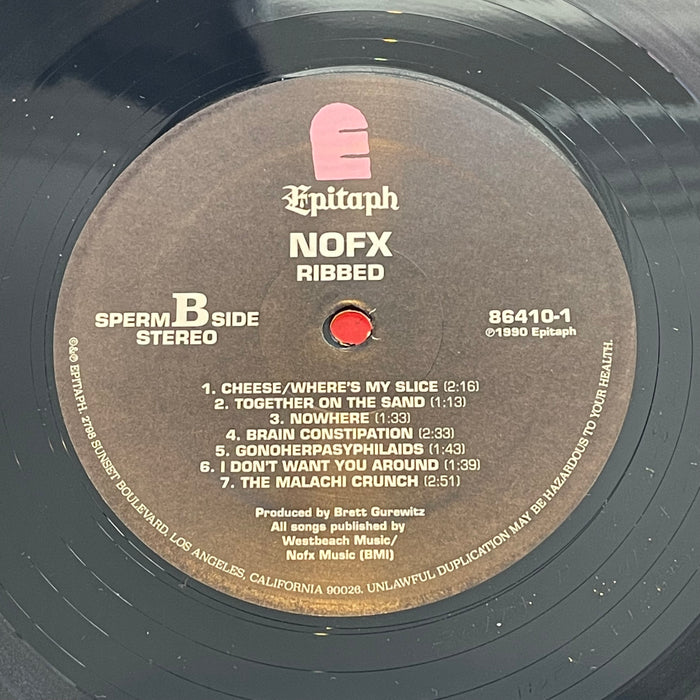 Epitaph
NOFX
RIBBED
SPERM B SIDE
STEREO
86410-1
℗1990 Epitaph
1. CHEESE/WHERE'S MY SLICE (2:16)
2. TOGETHER ON THE SAND (1:13)
3. NOWHERE (1:33)
4. BRAIN CONSTIPATION (2:33)
5. GONOHERPASYPHILAIDS (1:43)
6. I DON'T WANT YOU AROUND (1:39)
7. THE MALACHI CRUNCH (2:51)
Produced by Brett Gurewitz
All songs published by
Westbeach Music/
Nofx Music (BMI)
©&℗ EPITAPH. 2798 SUNSET BOULEVARD, LOS ANGELES, CALIFORNIA 90026. UNLAWFUL DUPLICATION MAY BE HAZARDOUS TO YOUR HEALTH.